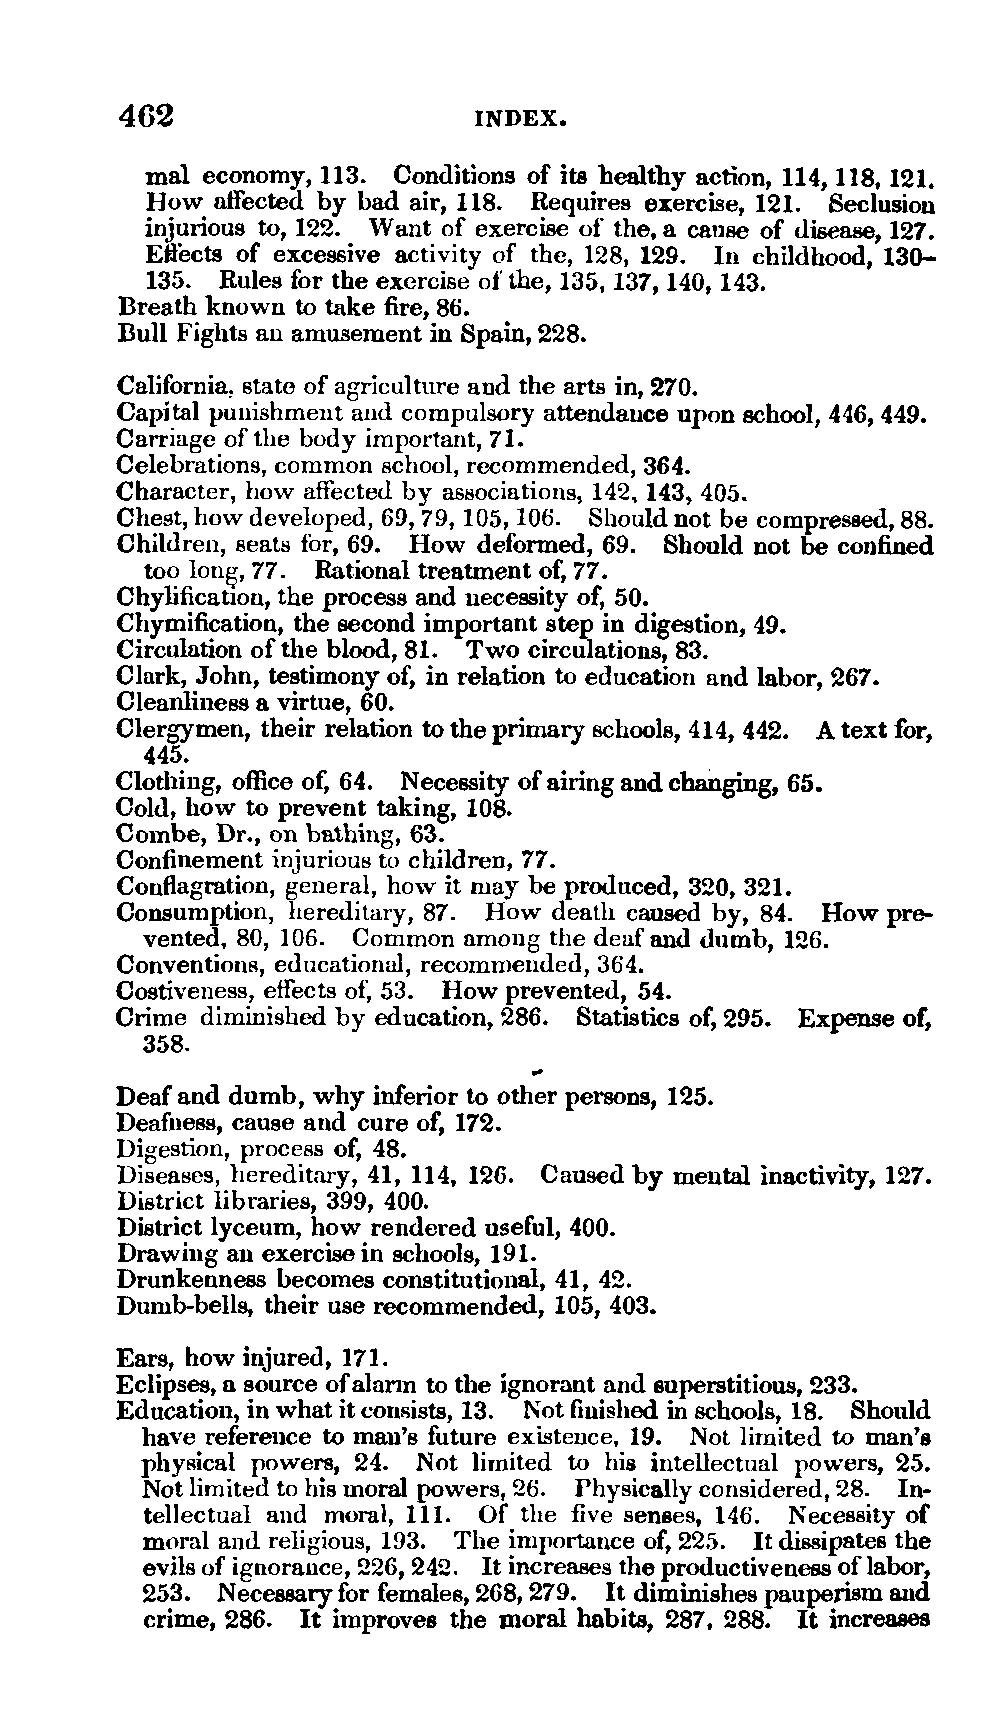 462 INDEX.
mal economy, 113. Conditions of its healthy action, 114, 118, 121.
How affected by bad air, 118. Requires exercise, 121. Seclusion
injurious to, 122. Want of exercise of the, a cause of disease, 127.
Effects of excessive activity of the, 128, 129. In childhood, 130–
135. Rules for the exercise of the, 135, 137, 140, 143.
Breath known to take fire, 86.
Bull Fights an amusement in Spain, 228.
California, state of agriculture and the arts in, 270.
Capital punishment and compulsory attendance upon school, 446, 449.
Carriage of the body important, 71.
Celebrations, common school, recommended, 364.
Character, how affected by associations, 142, 143, 405.
Chest, how developed, 69, 79, 105, 106. Should not be compressed, 88.
Children, seats for, 69. How deformed, 69. Should not be confined
too long, 77. Rational treatment of, 77.
Chylification, the process and necessity of, 50.
Chymification, the second important step in digestion, 49.
Circulation of the blood, 81. Two circulations, 83.
Clark, John, testimony of, in relation to education and labor, 267.
Cleanliness a virtue, 60.
Clergymen, their relation to the primary schools, 414, 442. A text for,
445.
Clothing, office of, 64. Necessity of airing and changing, 65.
Cold, how to prevent taking, 108.
Combe, Dr., on bathing, 63.
Confinement injurious to children, 77.
Conflagration, general, how it may be produced, 320, 321.
Consumption, hereditary, 87. How death caused by, 84. How pre-
vented, 80, 106. Common among the deaf and dumb, 126.
Conventions, educational, recommended, 364.
Costiveness, effects of, 53. How prevented, 54.
Crime diminished by education, 286. Statistics of, 295. Expense of,
358.
Deaf and dumb, why inferior to other persons, 125.
Deafness, cause and cure of, 172.
Digestion, process of, 48.
Diseases, hereditary, 41, 114, 126. Caused by mental inactivity, 127.
District libraries, 399, 400.
District lyceum, how rendered useful, 400.
Drawing an exercise in schools, 191.
Drunkenness becomes constitutional, 41, 42.
Dumb-bells, their use recommended, 105, 403.
Ears, how injured, 171.
Eclipses, a source of alarm to the ignorant and superstitious, 233.
Education, in what it consists, 13. Not finished in schools, 18. Should
have reference to man's future existence, 19. Not limited to man's
physical powers, 24. Not limited to his intellectual powers, 25.
Not limited to his moral powers, 26. Physically considered, 28. In-
tellectual and moral, 111. Of the five senses, 146. Necessity of
moral and religious, 193. The importance of, 225. It dissipates the
evils of ignorance, 226, 242. It increases the productiveness of labor,
253. Necessary for females, 268, 279. It diminishes pauperism and
crime, 286. It improves the moral habits, 287, 288. It increases